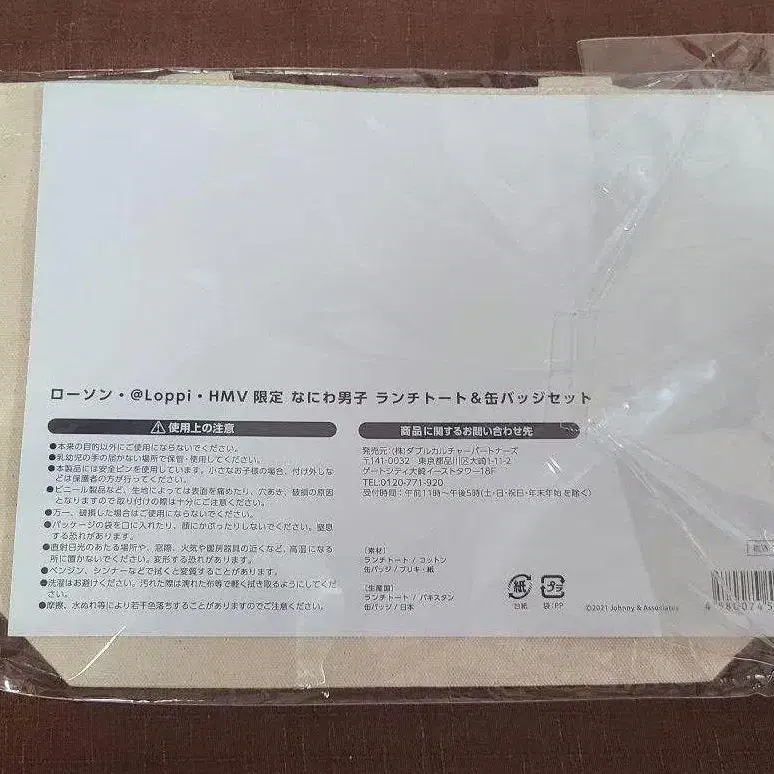 ローソン・@Loppi・HMV 限定 なにわ男子 ランチトート&缶バッジセット
使用上の注意
●本来の目的以外にご使用にならないでください。
●乳幼児の手の届かない場所で保管・使用してください。
●本製品には安全ピンを使用しています。小さなお子様の場合、付け外しなど
は保護者の方が行ってください。
●ビニール製品など、生地によっては表面を痛めたり、穴あき、破損の原因
となりますので取り付けの際は十分にご注意ください。
●万一、破損した場合はご使用にならないでください。
●パッケージの袋を口に入れたり、顔にかぶったりしないでください。窒息
する恐れがあります。
●直射日光のあたる場所や、窓際、火気や暖房器具の近くなど、高温になる
所に置かないでください。変形する恐れがあります。
●ベンジン、シンナーなどで拭くと変質することがあります。
●洗濯はお避けください。汚れた際は濡れた布等で軽く拭き取るようにしてくだ
さい。
●摩擦、水ぬれ等により若干色落ちすることがありますのでご注意ください。
商品に関するお問い合わせ先
発売元:(株)ダブルカルチャーパートナーズ
〒141-0032 東京都品川区大崎1-11-2
ゲートシティ大崎イーストタワー18F
TEL:0120-771-920
受付時間:午前11時〜午後5時(土・日・祝日・年末年始を除く)
[素材]
ランチトート / コットン
缶バッジ / ブリキ・紙
[生産国]
ランチトート / パキスタン
缶バッジ / 日本
紙
台紙
プラ
袋:PP
©2021 Johnny & Associates